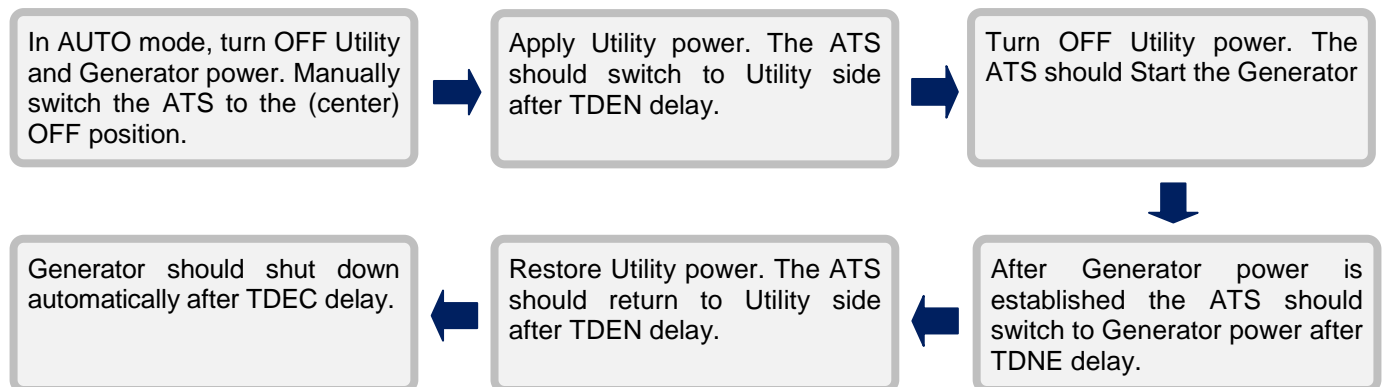 In AUTO mode, turn OFF Utility
and Generator power. Manually
switch the ATS to the (center)
OFF position.
Apply Utility power. The ATS
should switch to Utility side
after TDEN delay.
Turn OFF Utility power. The
ATS should Start the Generator
After Generator power is
established the ATS should
switch to Generator power after
TDNE delay.
Restore Utility power. The ATS
should return to Utility side
after TDEN delay.
Generator should shut down
automatically after TDEC delay.